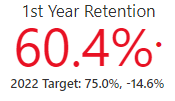 1st Year Retention
60.4%
2022 Target: 75.0%, -14.6%